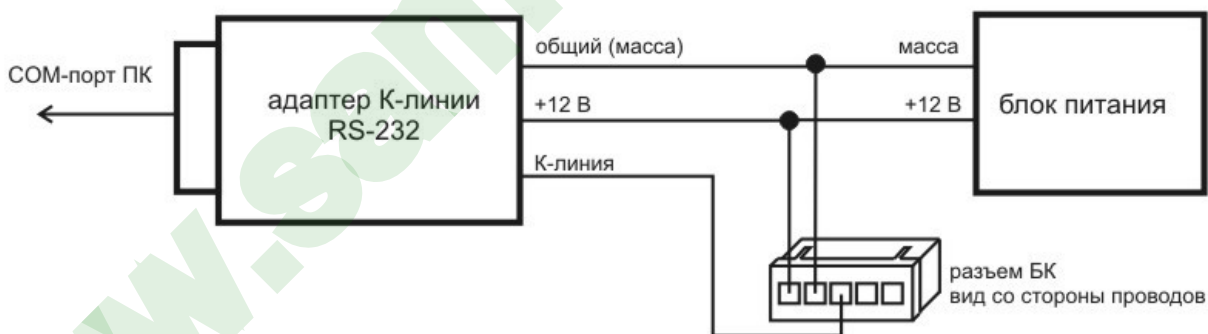 общий (масса)
масса
COM-порт ПК
адаптер К-линии
RS-232
+12 В
+12 В
блок питания
К-линия
разъем БК
вид со стороны проводов